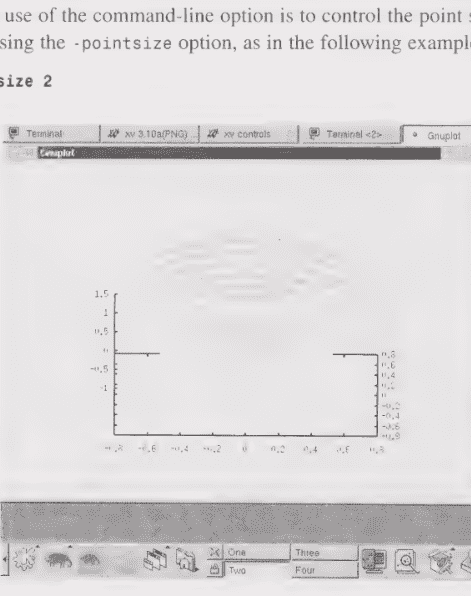 use of the command-line option is to control the point
sing the -pointsize option, as in the following example
size 2
Terminal xv 3.10a(PNG) ... xv controls Terminal <2> Gnuplot
Gnuplot
1.5
1
0.5
0
-0.5
-1
0.8
0.6
0.4
0.2
0
-0.2
-0.4
-0.6
-0.8
-0.8 -0.6 -0.4 -0.2 0 0.2 0.4 0.6 0.8
One Three
Two Four